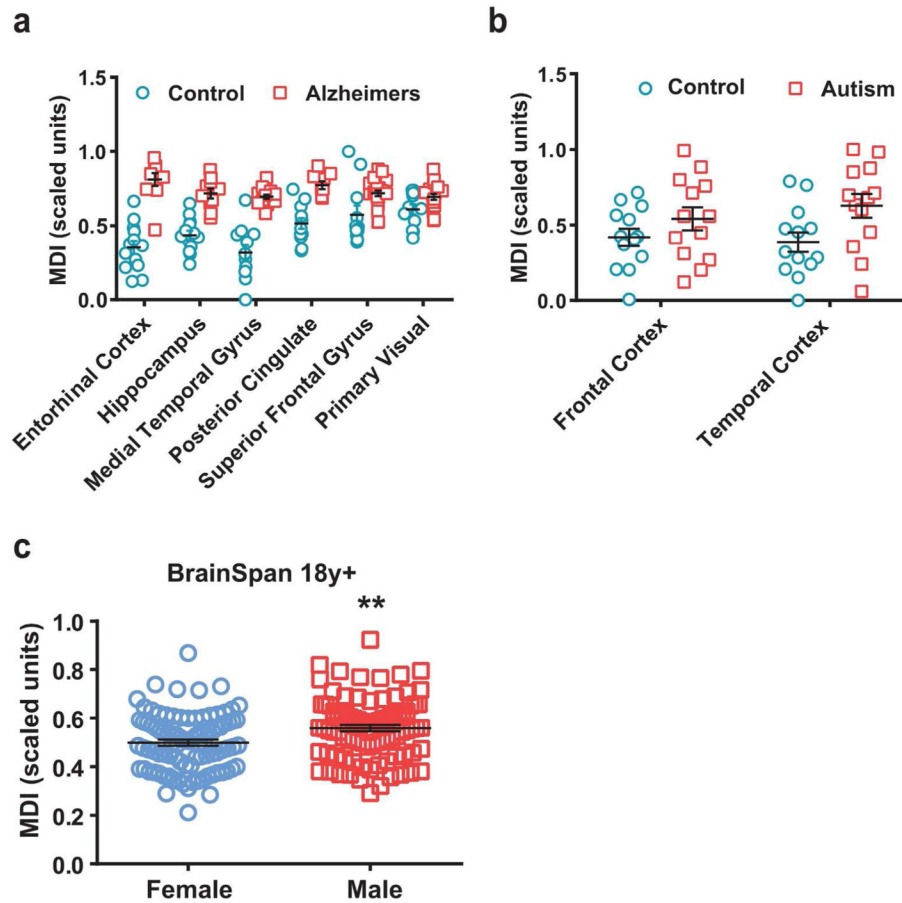 a
MDI (scaled units)
1.5
1.0
0.5
0.0
Control
Alzheimers
Entorhinal Cortex
Hippocampus
Medial Temporal Gyrus
Posterior Cingulate
Superior Frontal Gyrus
Primary Visual
b
MDI (scaled units)
1.5
1.0
0.5
0.0
Control
Autism
Frontal Cortex
Temporal Cortex
c
BrainSpan 18y+
**
MDI (scaled units)
1.0
0.8
0.6
0.4
0.2
0.0
Female
Male